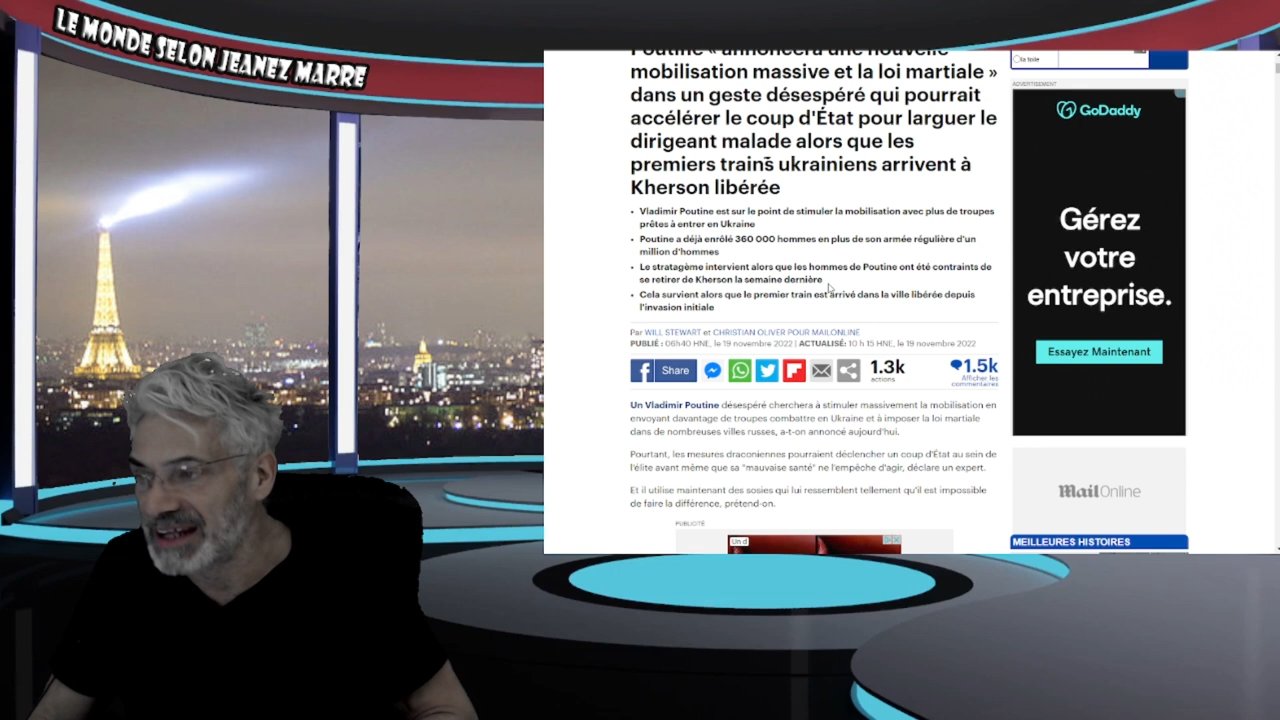 LE MONDE SELON JEANEZ MARRE
Poutine « annoncera une nouvelle
mobilisation massive et la loi martiale »
dans un geste désespéré qui pourrait
accélérer le coup d'État pour larguer le
dirigeant malade alors que les
premiers trains ukrainiens arrivent à
Kherson libérée
Vladimir Poutine est sur le point de stimuler la mobilisation avec plus de troupes
prêtes à entrer en Ukraine
Poutine a déjà enrôlé 360 000 hommes en plus de son armée régulière d'un
million d'hommes
Le stratagème intervient alors que les hommes de Poutine ont été contraints de
se retirer de Kherson la semaine dernière
Cela survient alors que le premier train est arrivé dans la ville libérée depuis
l'invasion initiale
Par WILL STEWART et CHRISTIAN OLIVER POUR MAILONLINE
PUBLIÉ : 06h40 HNE, le 19 novembre 2022 | ACTUALISÉ: 10 h 15 HNE, le 19 novembre 2022
Share
1.3k
actions
1.5k
Afficher les
commentaires
Un Vladimir Poutine désespéré cherchera à stimuler massivement la mobilisation en
envoyant davantage de troupes combattre en Ukraine et à imposer la loi martiale
dans de nombreuses villes russes, a-t-on annoncé aujourd'hui.
Pourtant, les mesures draconiennes pourraient déclencher un coup d'État au sein de
l'élite avant même que sa "mauvaise santé" ne l'empêche d'agir, déclare un expert.
Et il utilise maintenant des sosies qui lui ressemblent tellement qu'il est impossible
de faire la différence, prétend-on.
PUBLICITÉ
Un d
la toile
ADVERTISEMENT
GoDaddy
Gérez
votre
entreprise.
Essayez Maintenant
Mail Online
MEILLEURES HISTOIRES